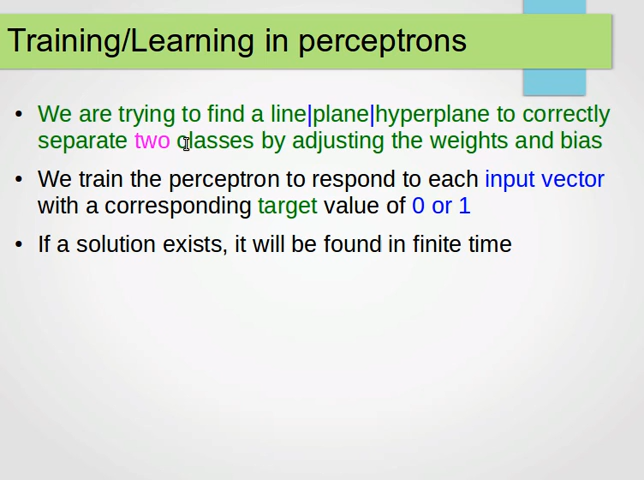 Training/Learning in perceptrons
• We are trying to find a line|plane|hyperplane to correctly
separate two classes by adjusting the weights and bias
• We train the perceptron to respond to each input vector
with a corresponding target value of 0 or 1
• If a solution exists, it will be found in finite time